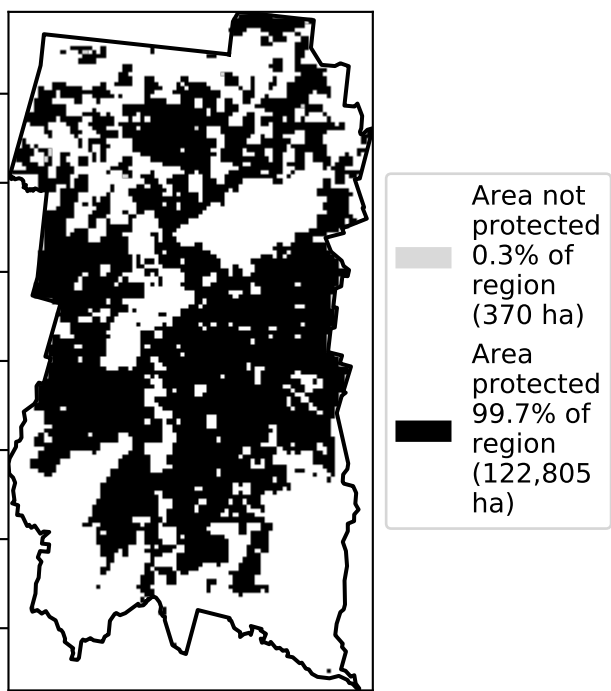 Area not
protected
0.3% of
region
(370 ha)
Area
protected
99.7% of
region
(122,805
ha)